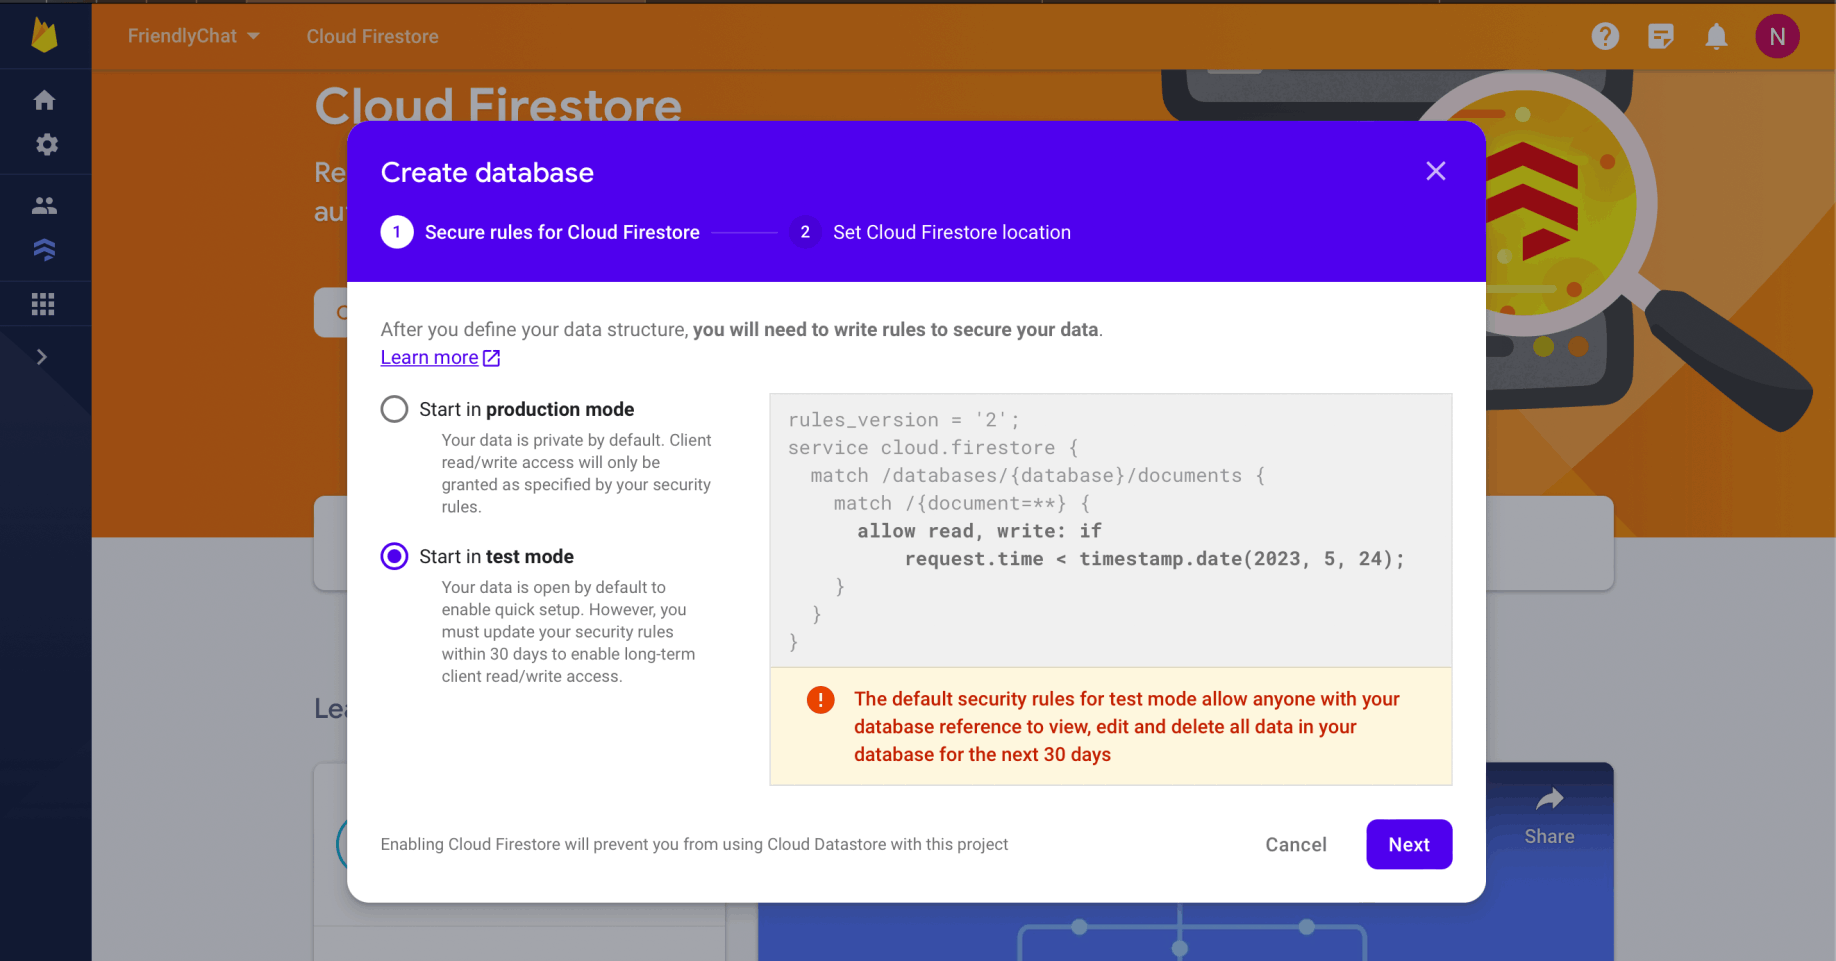 FriendlyChat
Cloud Firestore
N
Cloud Firestore
Create database
1 Secure rules for Cloud Firestore
2 Set Cloud Firestore location
After you define your data structure, you will need to write rules to secure your data.
Learn more
Start in production mode
Your data is private by default. Client
read/write access will only be
granted as specified by your security
rules.
Start in test mode
Your data is open by default to
enable quick setup. However, you
must update your security rules
within 30 days to enable long-term
client read/write access.
rules_version = '2';
service cloud.firestore {
match /databases/{database}/documents {
match /{document=**} {
allow read, write: if
request.time < timestamp.date(2023, 5, 24);
}
}
}
The default security rules for test mode allow anyone with your
database reference to view, edit and delete all data in your
database for the next 30 days
Enabling Cloud Firestore will prevent you from using Cloud Datastore with this project
Cancel
Next
Share